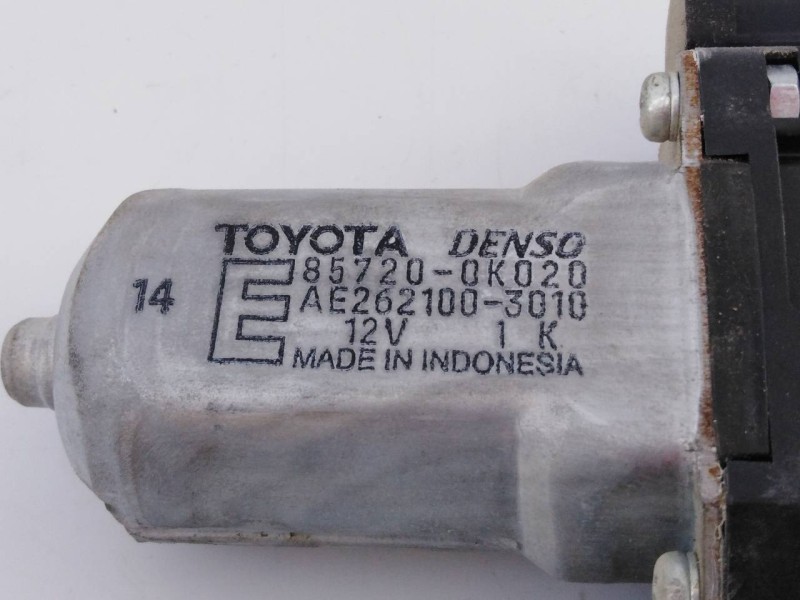 TOYOTA DENSO
14 E 85720-0K020
AE262100-3010
12V 1 K
MADE IN INDONESIA